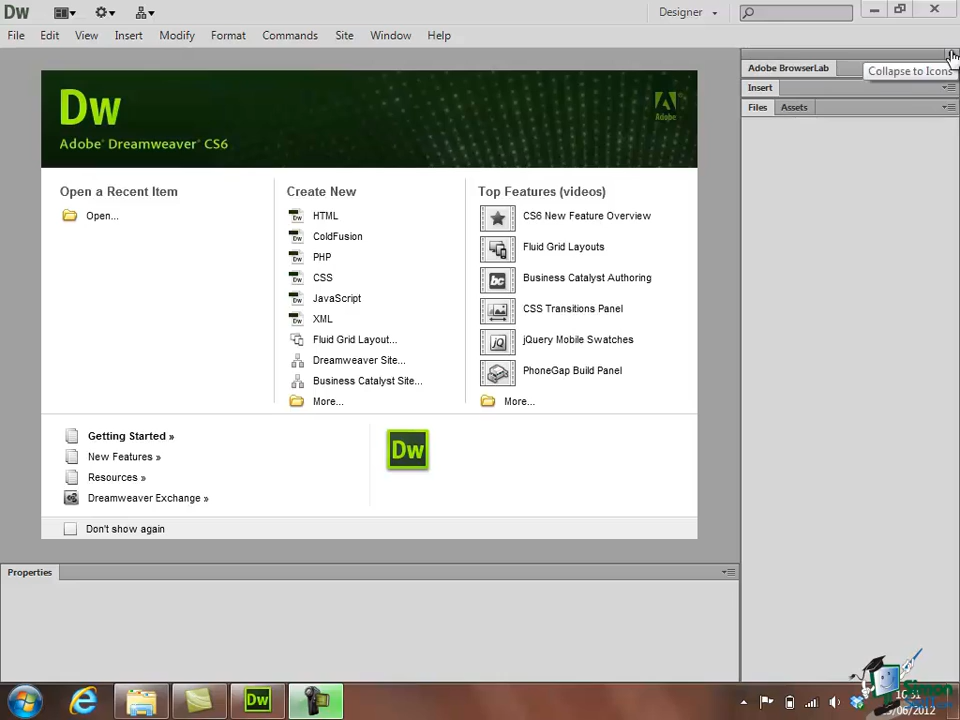 Dw
Designer
File Edit View Insert Modify Format Commands Site Window Help
Collapse to Icons
Adobe BrowserLab
Insert
Files Assets
Dw
Adobe Dreamweaver CS6
Adobe
Open a Recent Item
Open...
Create New
HTML
ColdFusion
PHP
CSS
JavaScript
XML
Fluid Grid Layout...
Dreamweaver Site...
Business Catalyst Site...
More...
Top Features (videos)
CS6 New Feature Overview
Fluid Grid Layouts
bc Business Catalyst Authoring
CSS Transitions Panel
jQ jQuery Mobile Swatches
PhoneGap Build Panel
More...
Getting Started »
New Features »
Resources »
Dreamweaver Exchange »
Dw
Don't show again
Properties
Dw
Simon